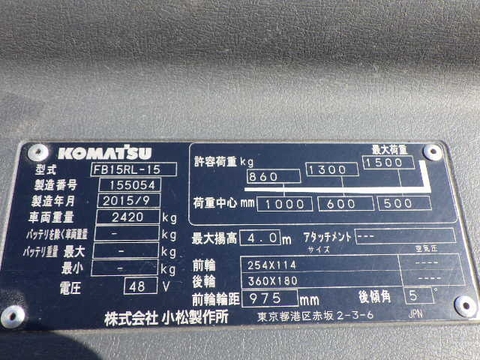 KOMATSU
型式 FB15RL-15
製造番号 155054
製造年月 2015/9
車両重量 2420 kg
バッテリを除く車両重量 - kg
バッテリ重量 最大 - kg
最小 - kg
電圧 48 V
最大荷重
許容荷重 kg 860 1300 1500
荷重中心 mm 1000 600 500
最大揚高 4.0 m アタッチメント ---
サイズ 空気圧
前輪 254X114 ----
後輪 360X180 ----
前輪輪距 975 mm 後傾角 5 °
株式会社 小松製作所 東京都港区赤坂 2-3-6 JPN